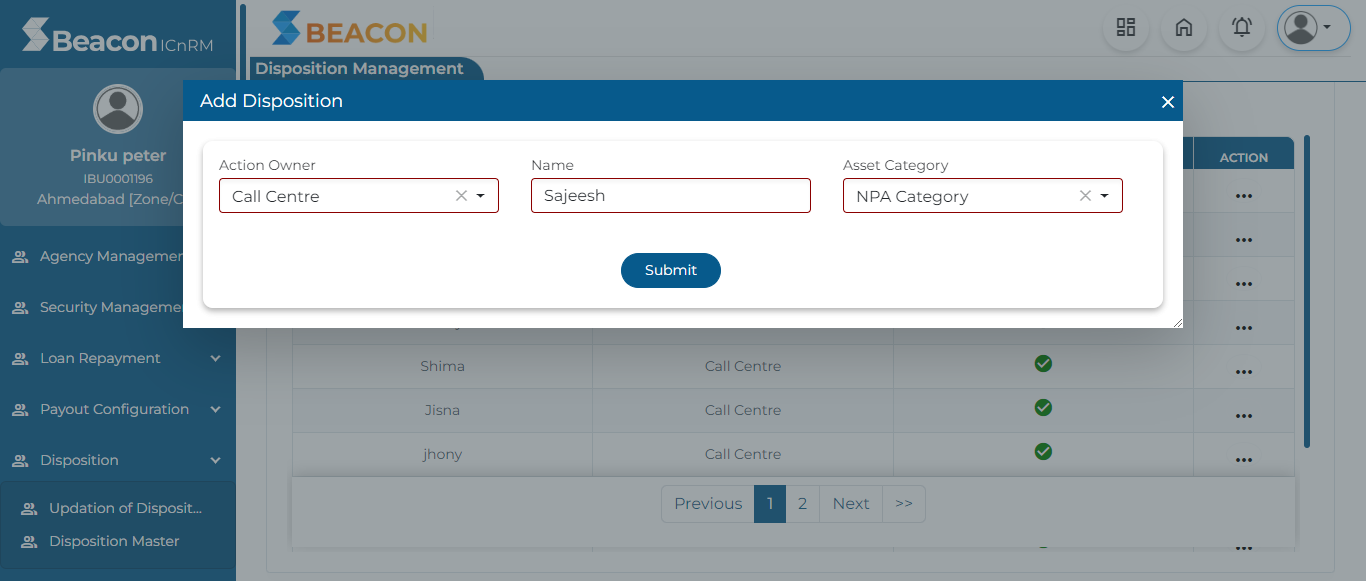 Beacon ICnRM
BEACON
Disposition Management
Pinku peter
IBU0001196
Ahmedabad [Zone/C
Agency Managemen
Security Manageme
Loan Repayment
Payout Configuration
Disposition
Updation of Disposit...
Disposition Master
Add Disposition
Action Owner
Name
Asset Category
Call Centre
Sajeesh
NPA Category
Submit
ACTION
Shima
Call Centre
Jisna
Call Centre
jhony
Call Centre
Previous 1 2 Next >>